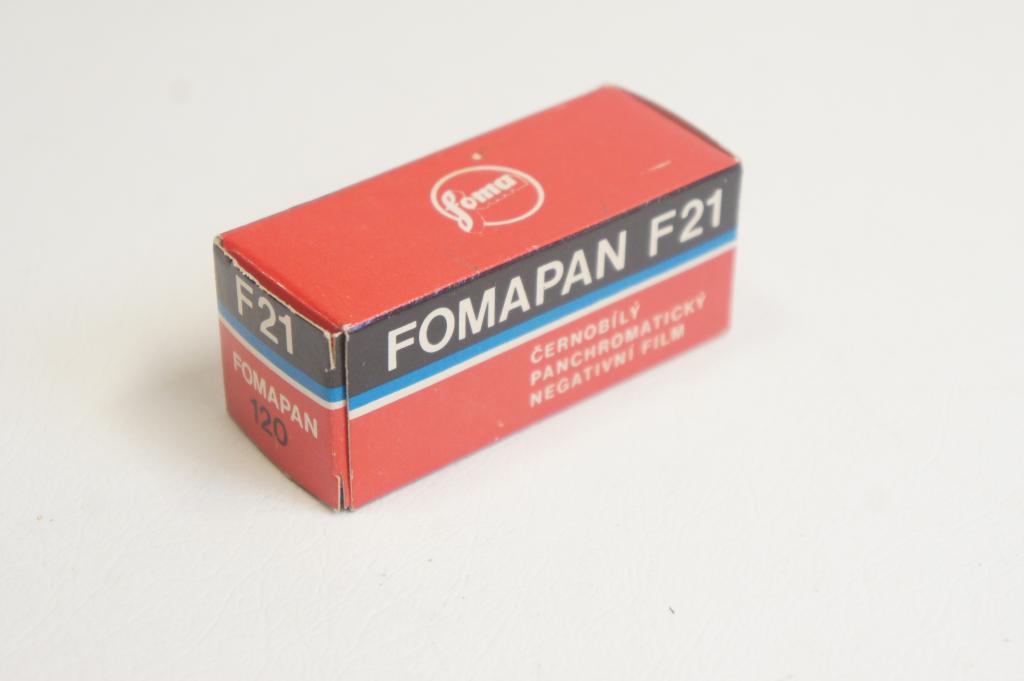 foma
FOMAPAN F21
ČERNOBÍLÝ
PANCHROMATICKÝ
NEGATIVNÍ FILM
F21
FOMAPAN
120